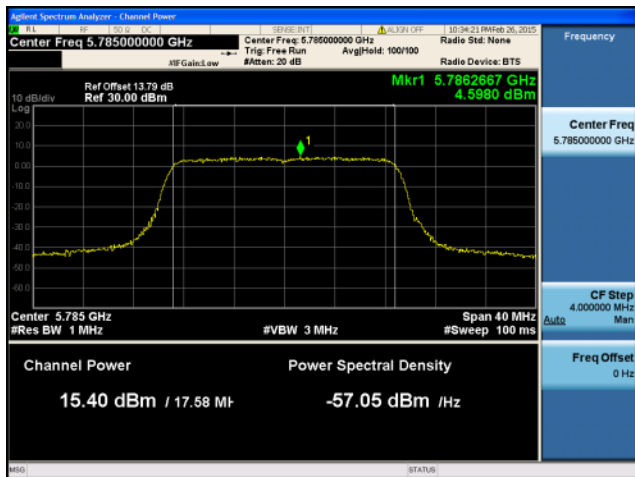 Agilent Spectrum Analyzer - Channel Power
RL RF 50 Ω DC SENSE:INT ALIGN OFF 10:34:21 PM Feb 26, 2015
Center Freq 5.785000000 GHz
Center Freq: 5.785000000 GHz
Radio Std: None
Trig: Free Run Avg|Hold: 100/100
#IFGain:Low #Atten: 20 dB Radio Device: BTS
Ref Offset 13.79 dB
10 dB/div Ref 30.00 dBm
Mkr1 5.7862667 GHz
4.5980 dBm
Log
20.0
10.0
0.00
-10.0
-20.0
-30.0
-40.0
-50.0
-60.0
1
Center 5.785 GHz Span 40 MHz
#Res BW 1 MHz #VBW 3 MHz #Sweep 100 ms
Channel Power Power Spectral Density
15.40 dBm / 17.58 MH -57.05 dBm /Hz
MSG STATUS
Frequency
Center Freq
5.785000000 GHz
CF Step
4.000000 MHz
Auto Man
Freq Offset
0 Hz